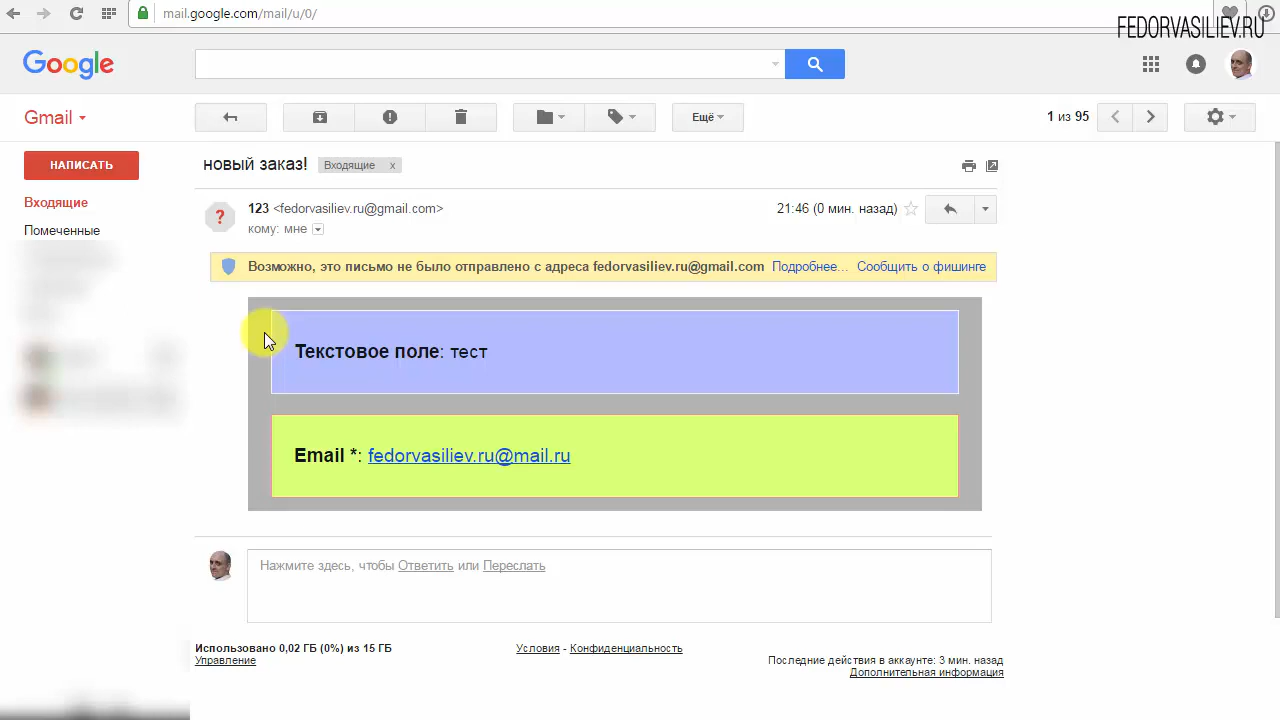 mail.google.com/mail/u/0/
FEDORVASILIEV.RU
Google
Gmail
Ещё
1 из 95
НАПИСАТЬ
новый заказ!
Входящие x
Входящие
Помеченные
123 <fedorvasiliev.ru@gmail.com>
21:46 (0 мин. назад)
кому: мне
Возможно, это письмо не было отправлено с адреса fedorvasiliev.ru@gmail.com Подробнее... Сообщить о фишинге
Текстовое поле: тест
Email *: fedorvasiliev.ru@mail.ru
Нажмите здесь, чтобы Ответить или Переслать
Использовано 0,02 ГБ (0%) из 15 ГБ
Управление
Условия - Конфиденциальность
Последние действия в аккаунте: 3 мин. назад
Дополнительная информация